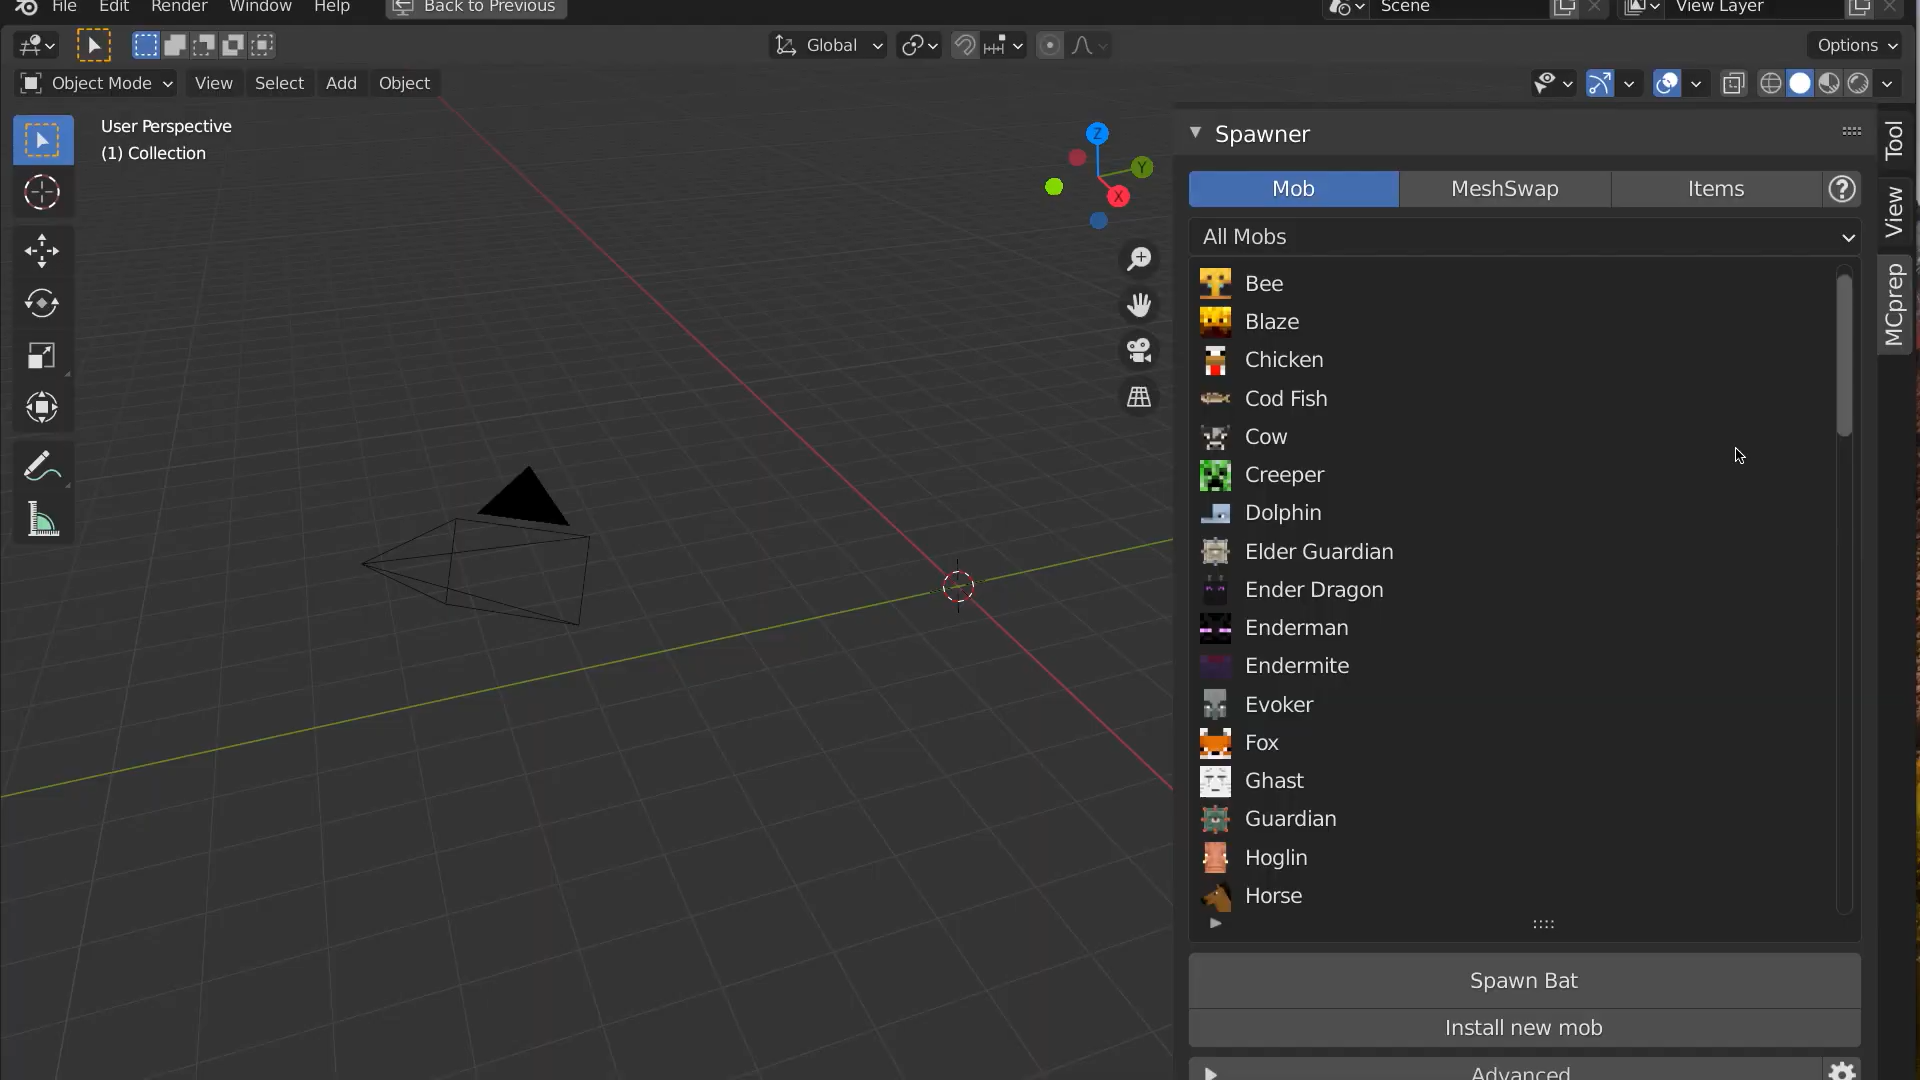 File Edit Render Window Help Back to Previous Scene View Layer
Global Options
Object Mode View Select Add Object
User Perspective
(1) Collection
Z
Y
X
Spawner
Mob MeshSwap Items ?
All Mobs
Bee
Blaze
Chicken
Cod Fish
Cow
Creeper
Dolphin
Elder Guardian
Ender Dragon
Enderman
Endermite
Evoker
Fox
Ghast
Guardian
Hoglin
Horse
Spawn Bat
Install new mob
Advanced
Tool
View
MCprep